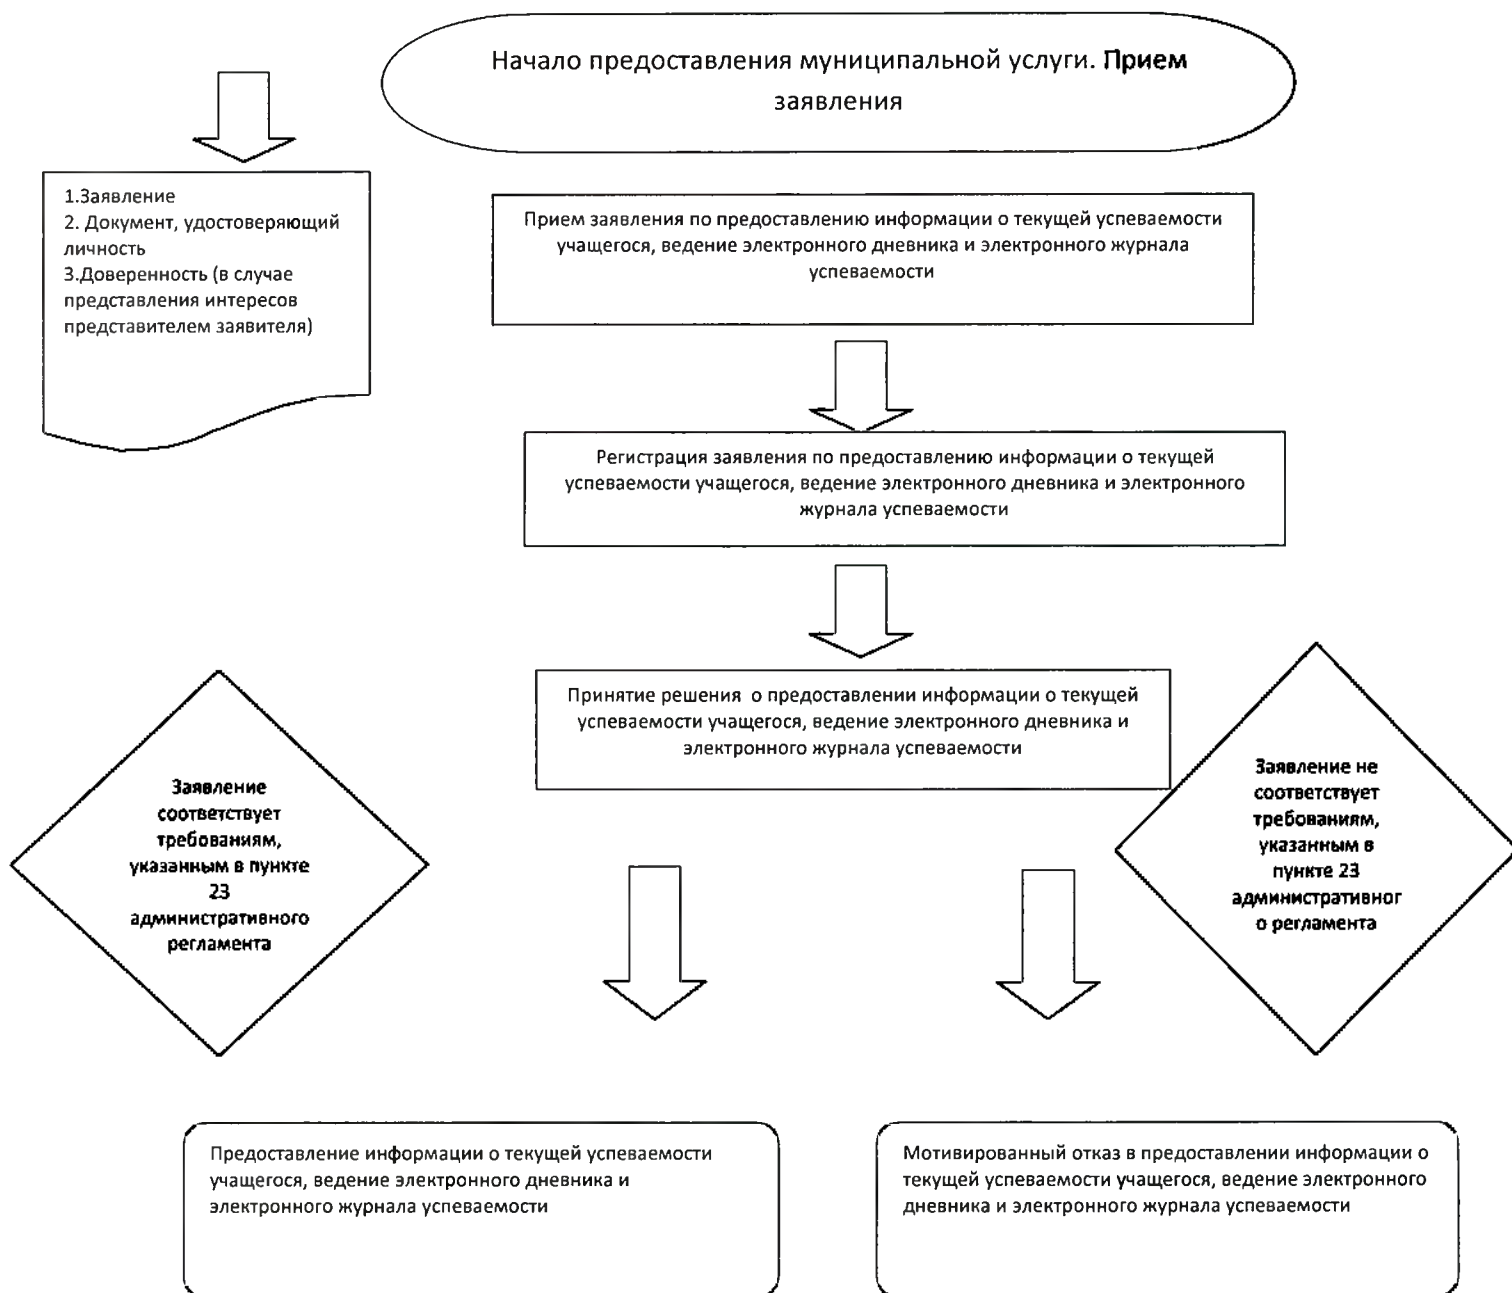 Начало предоставления муниципальной услуги. Прием
заявления
1.Заявление
2. Документ, удостоверяющий
личность
3.Доверенность (в случае
представления интересов
представителем заявителя)
Прием заявления по предоставлению информации о текущей успеваемости
учащегося, ведение электронного дневника и электронного журнала
успеваемости
Регистрация заявления по предоставлению информации о текущей
успеваемости учащегося, ведение электронного дневника и электронного
журнала успеваемости
Принятие решения о предоставлении информации о текущей
успеваемости учащегося, ведение электронного дневника и
электронного журнала успеваемости
Заявление
соответствует
требованиям,
указанным в пункте
23
административного
регламента
Заявление не
соответствует
требованиям,
указанным в
пункте 23
административног
о регламента
Предоставление информации о текущей успеваемости
учащегося, ведение электронного дневника и
электронного журнала успеваемости
Мотивированный отказ в предоставлении информации о
текущей успеваемости учащегося, ведение электронного
дневника и электронного журнала успеваемости